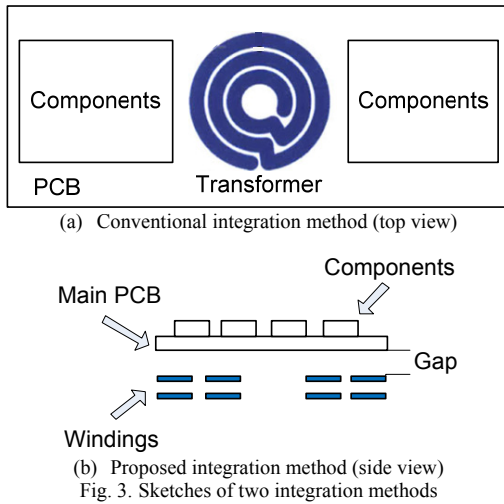 Components
Components
PCB
Transformer
(a) Conventional integration method (top view)
Components
Main PCB
Gap
Windings
(b) Proposed integration method (side view)
Fig. 3. Sketches of two integration methods